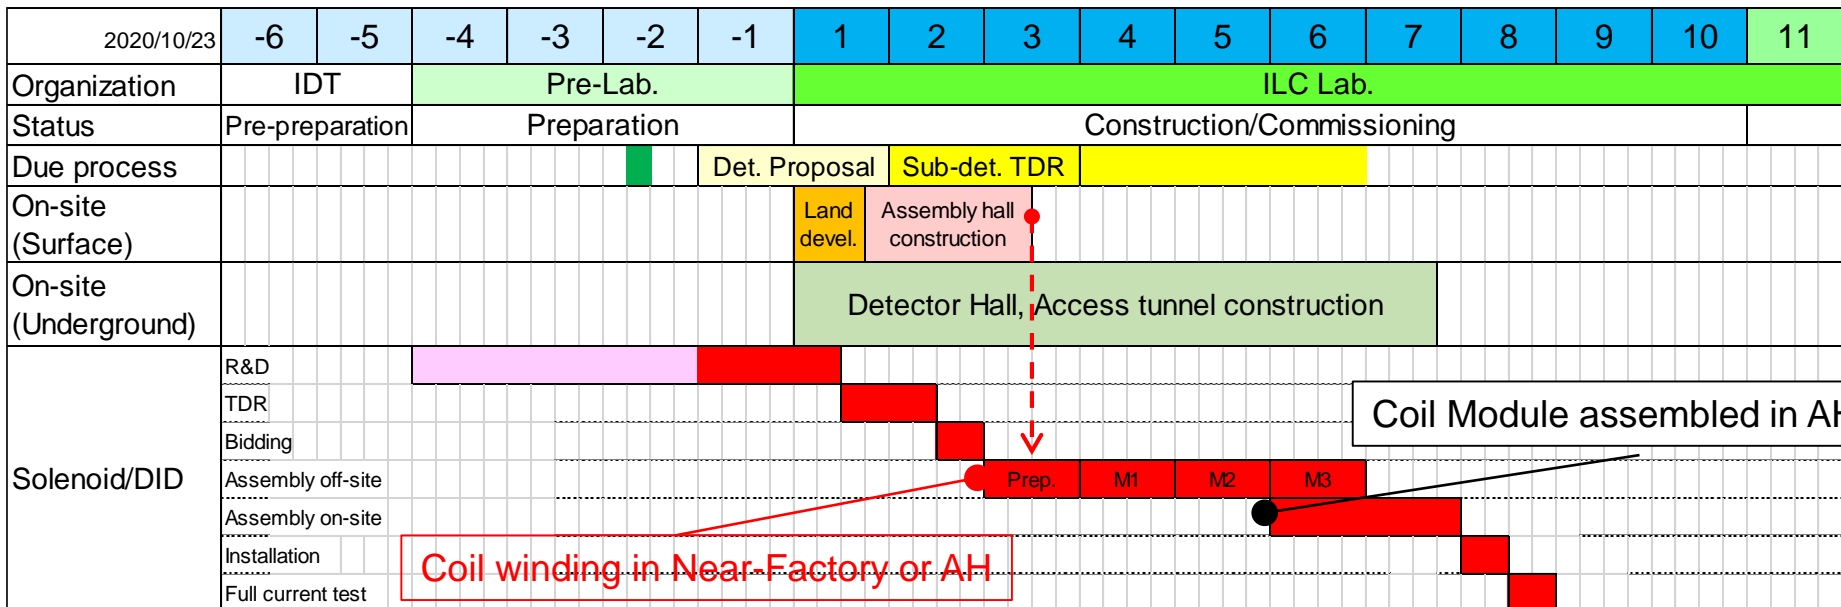 2020/10/23 -6 -5 -4 -3 -2 -1 1 2 3 4 5 6 7 8 9 10 11
Organization IDT Pre-Lab. ILC Lab.
Status Pre-preparation Preparation Construction/Commissioning
Due process Det. Proposal Sub-det. TDR
On-site
(Surface)
Land
devel.
Assembly hall
construction
On-site
(Underground)
Detector Hall, Access tunnel construction
Solenoid/DID
R&D
TDR
Coil Module assembled in AH
Bidding
Assembly off-site Prep. M1 M2 M3
Assembly on-site
Installation
Coil winding in Near-Factory or AH
Full current test